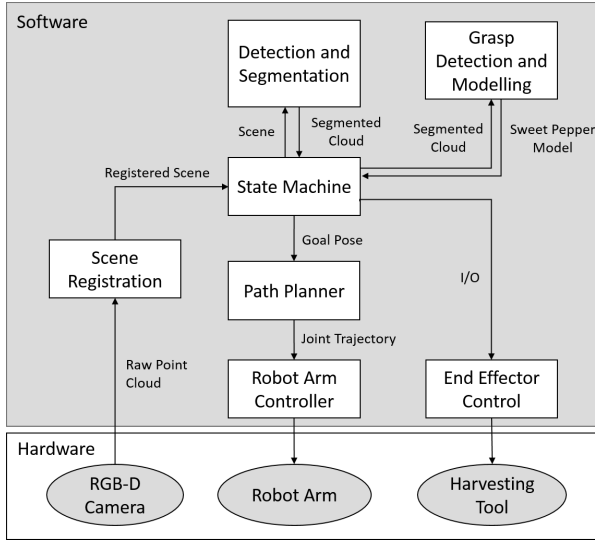 Software
Detection and
Segmentation
Grasp
Detection and
Modelling
Scene
Segmented
Cloud
Segmented
Cloud
Sweet Pepper
Model
Registered Scene
State Machine
Goal Pose
Scene
Registration
Path Planner
I/O
Joint Trajectory
Raw Point
Cloud
Robot Arm
Controller
End Effector
Control
Hardware
RGB-D
Camera
Robot Arm
Harvesting
Tool